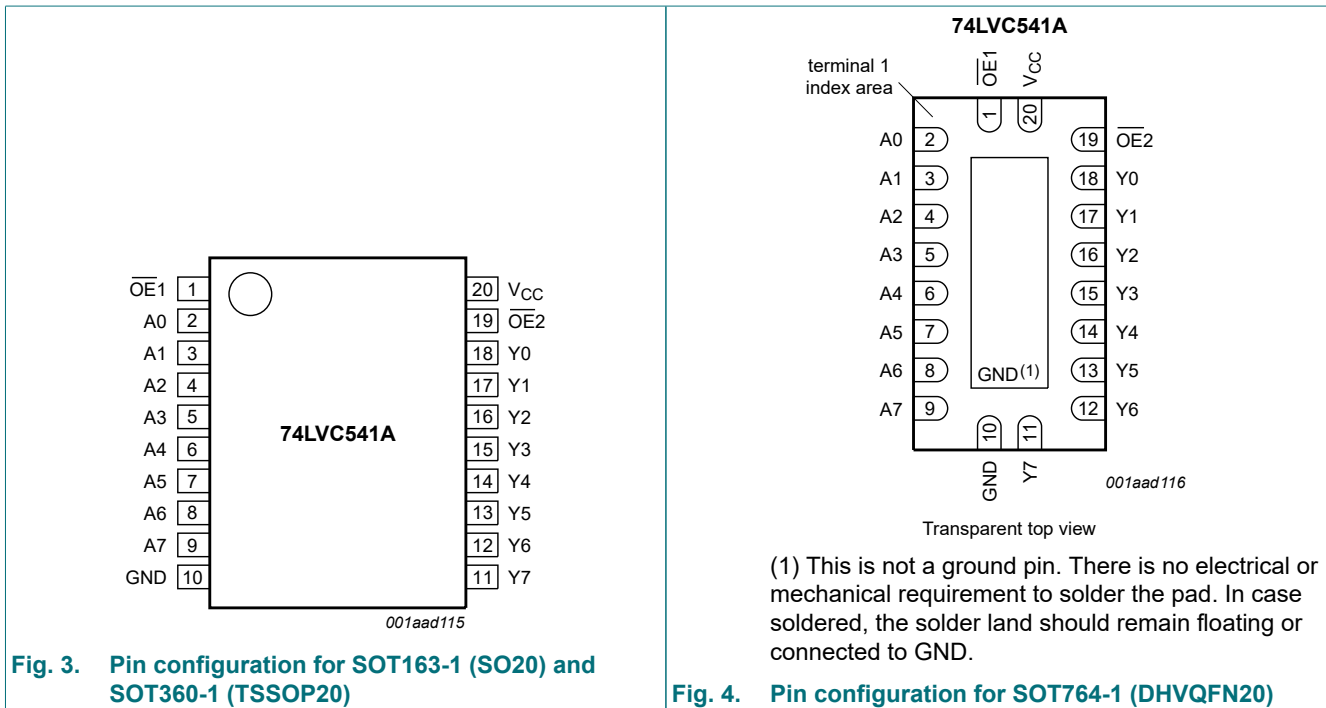 OE1 1
A0 2
A1 3
A2 4
A3 5
A4 6
A5 7
A6 8
A7 9
GND 10
74LVC541A
20 VCC
19 OE2
18 Y0
17 Y1
16 Y2
15 Y3
14 Y4
13 Y5
12 Y6
11 Y7
001aad115
Fig. 3. Pin configuration for SOT163-1 (SO20) and
SOT360-1 (TSSOP20)
74LVC541A
terminal 1
index area
OE1
VCC
1
20
A0 2
A1 3
A2 4
A3 5
A4 6
A5 7
A6 8
A7 9
GND(1)
19 OE2
18 Y0
17 Y1
16 Y2
15 Y3
14 Y4
13 Y5
12 Y6
10
11
GND
Y7
001aad116
Transparent top view
(1) This is not a ground pin. There is no electrical or
mechanical requirement to solder the pad. In case
soldered, the solder land should remain floating or
connected to GND.
Fig. 4. Pin configuration for SOT764-1 (DHVQFN20)